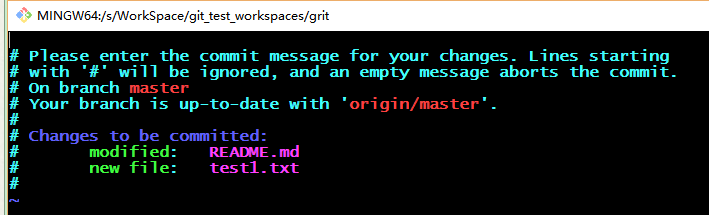 MINGW64:/s/WorkSpace/git_test_workspaces/grit
# Please enter the commit message for your changes. Lines starting
# with '#' will be ignored, and an empty message aborts the commit.
# On branch master
# Your branch is up-to-date with 'origin/master'.
#
# Changes to be committed:
#       modified:   README.md
#       new file:   test1.txt
#
~